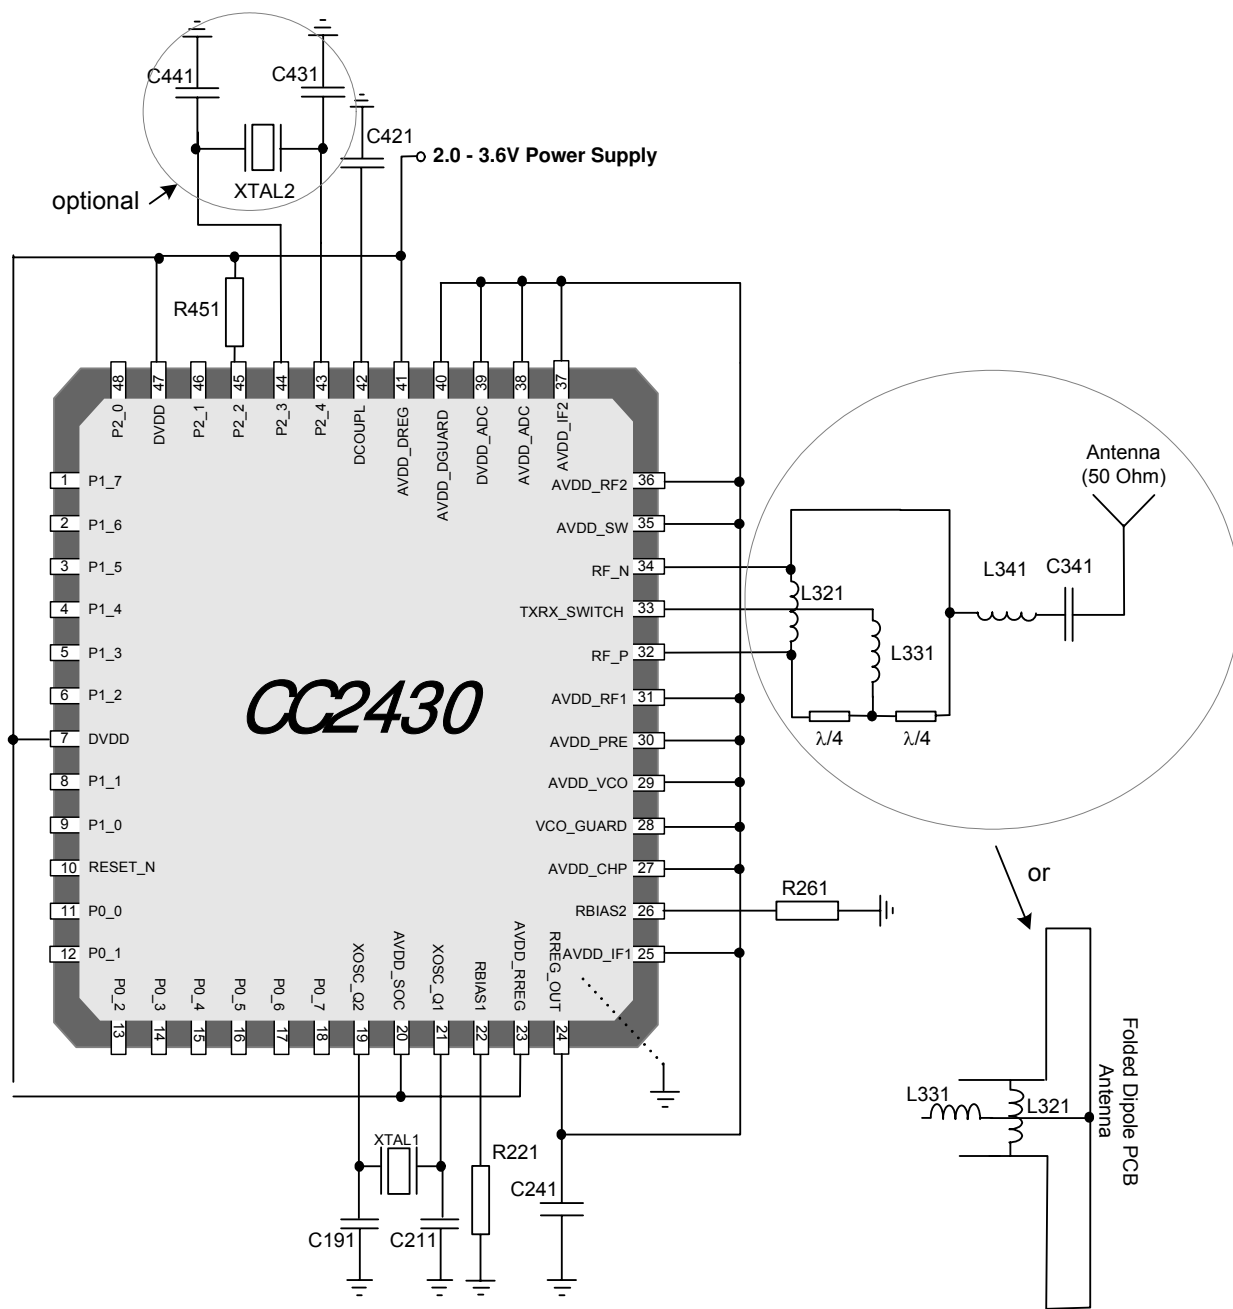 C441
C431
C421
2.0 - 3.6V Power Supply
XTAL2
optional
R451
48
47
46
45
44
43
42
41
40
39
38
37
P2_0
DVDD
P2_1
P2_2
P2_3
P2_4
DCOUPL
AVDD_DREG
AVDD_DGUARD
DVDD_ADC
AVDD_ADC
AVDD_IF2
1 P1_7
2 P1_6
3 P1_5
4 P1_4
5 P1_3
6 P1_2
7 DVDD
8 P1_1
9 P1_0
10 RESET_N
11 P0_0
12 P0_1
CC2430
AVDD_RF2 36
AVDD_SW 35
RF_N 34
TXRX_SWITCH 33
RF_P 32
AVDD_RF1 31
AVDD_PRE 30
AVDD_VCO 29
VCO_GUARD 28
AVDD_CHP 27
RBIAS2 26
AVDD_IF1 25
P0_2
P0_3
P0_4
P0_5
P0_6
P0_7
XOSC_Q2
AVDD_SOC
XOSC_Q1
RBIAS1
AVDD_RREG
RREG_OUT
13
14
15
16
17
18
19
20
21
22
23
24
Antenna
(50 Ohm)
L341
C341
L321
L331
λ/4
λ/4
R261
or
XTAL1
R221
C241
C191
C211
L331
L321
Folded Dipole PCB
Antenna